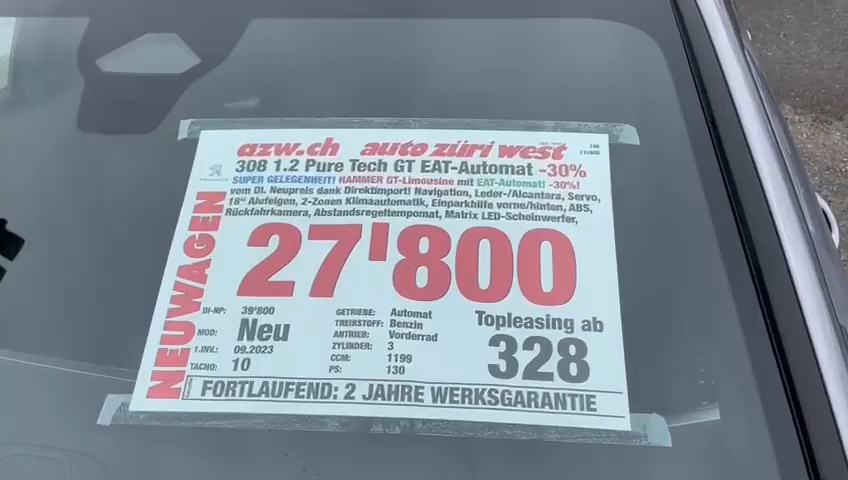 azw.ch auto züri west
308 1.2 Pure Tech GT EAT-Automat -30%
SUPER GELEGENHEIT! HAMMER GT-Limousine mit EAT-Automat! -30%!
vom DI. Neupreis dank Direktimport! Navigation, Leder-/Alcantara, Servo,
18" Alufelgen, 2-Zonen Klimaautomatik, Einparkhilfe vorne/hinten, ABS,
Rückfahrkamera, Abstandsregeltempomat, Matrix LED-Scheinwerfer,
NEUWAGEN
27'800
DI-NP: 39'800
MOD: Neu
1.INV.: 09.2023
TACHO: 10
GETRIEBE: Automat
TREIBSTOFF: Benzin
ANTRIEB: Vorderrad
ZYLINDER: 3
CCM: 1199
PS: 130
Topleasing ab
328
FORTLAUFEND: 2 JAHRE WERKSGARANTIE